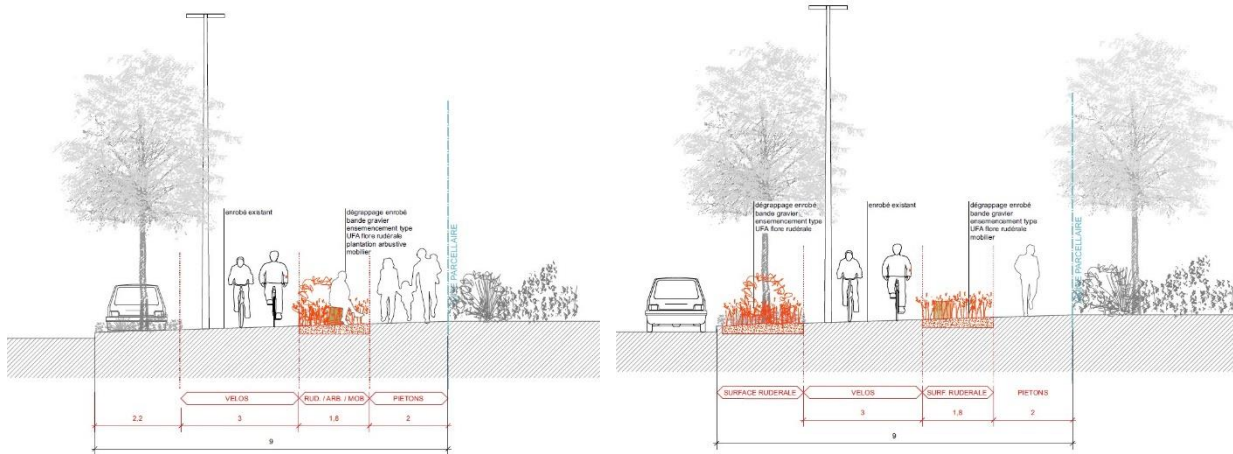 enrobé existant
dégrappage enrobé
bande gravier
ensemencement type
UFA flore rudérale
plantation arbustive
mobilier
PARCELLAIRE
VELOS
RUD. / ARB. / MOB
PIETONS
2,2
3
1,8
2
9
dégrappage enrobé
bande gravier
ensemencement type
UFA flore rudérale
enrobé existant
dégrappage enrobé
bande gravier
ensemencement type
UFA flore rudérale
mobilier
PARCELLAIRE
SURFACE RUDERALE
VELOS
SURF RUDERALE
PIETONS
3
1,8
2
9